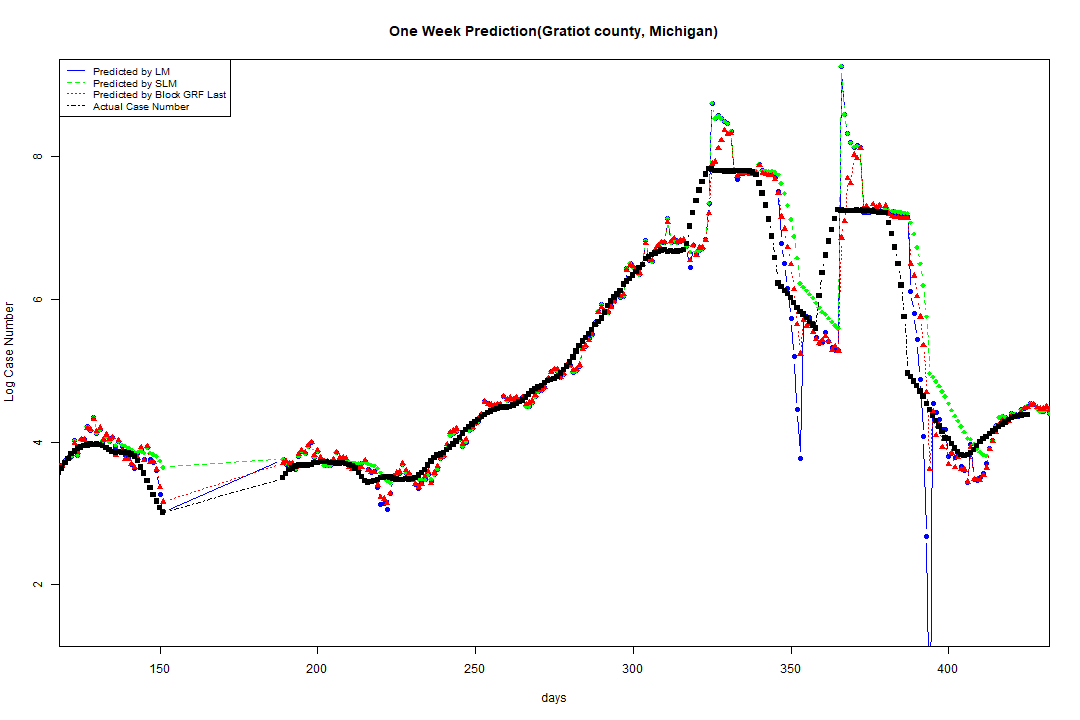 One Week Prediction(Gratiot county, Michigan)
Predicted by LM
Predicted by SLM
Predicted by Block GRF Last
Actual Case Number
8
6
4
2
Log Case Number
150 200 250 300 350 400
days